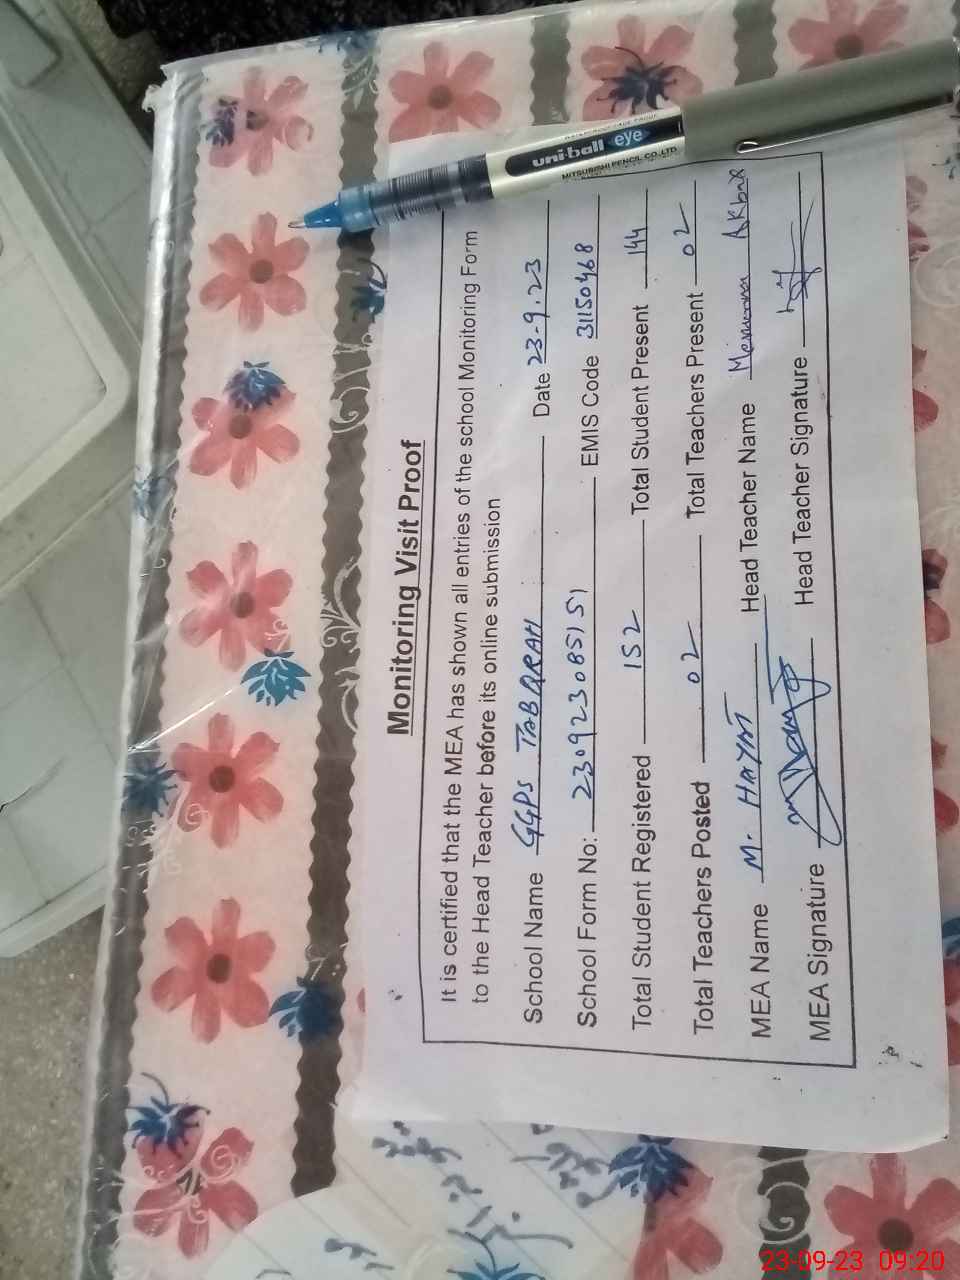 Monitoring Visit Proof
It is certified that the MEA has shown all entries of the school Monitoring Form
to the Head Teacher before its online submission
School Name GGPS TABARAH Date 23-9.23
School Form No: 230923085151 EMIS Code 31150468
Total Student Registered 152 Total Student Present 144
Total Teachers Posted 02 Total Teachers Present 02
MEA Name M. HAYAT Head Teacher Name Memoona Akbar
MEA Signature Head Teacher Signature
uni-ball eye
MITSUBISHI PENCIL CO.,LTD
23-09-23 09:20